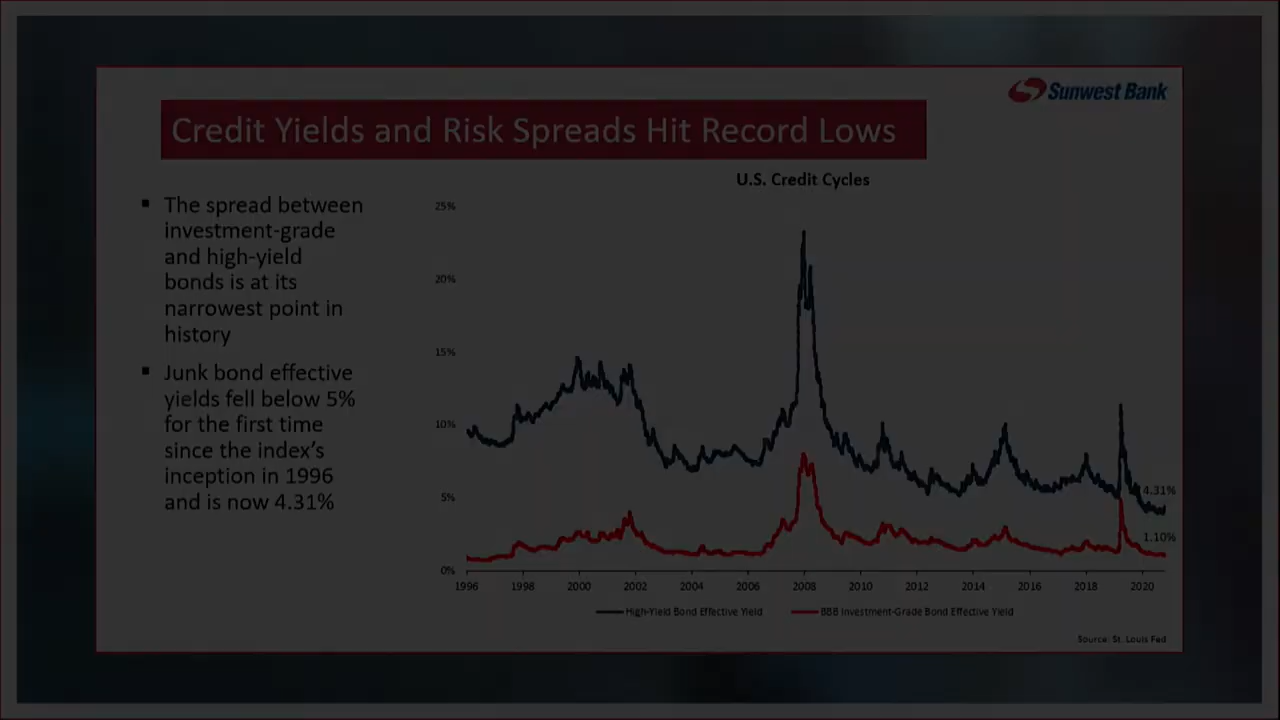 Sunwest Bank
Credit Yields and Risk Spreads Hit Record Lows
▪ The spread between
investment-grade
and high-yield
bonds is at its
narrowest point in
history
▪ Junk bond effective
yields fell below 5%
for the first time
since the index's
inception in 1996
and is now 4.31%
U.S. Credit Cycles
25%
20%
15%
10%
5%
0%
4.31%
1.10%
1996 1998 2000 2002 2004 2006 2008 2010 2012 2014 2016 2018 2020
High-Yield Bond Effective Yield BBB Investment-Grade Bond Effective Yield
Source: St. Louis Fed